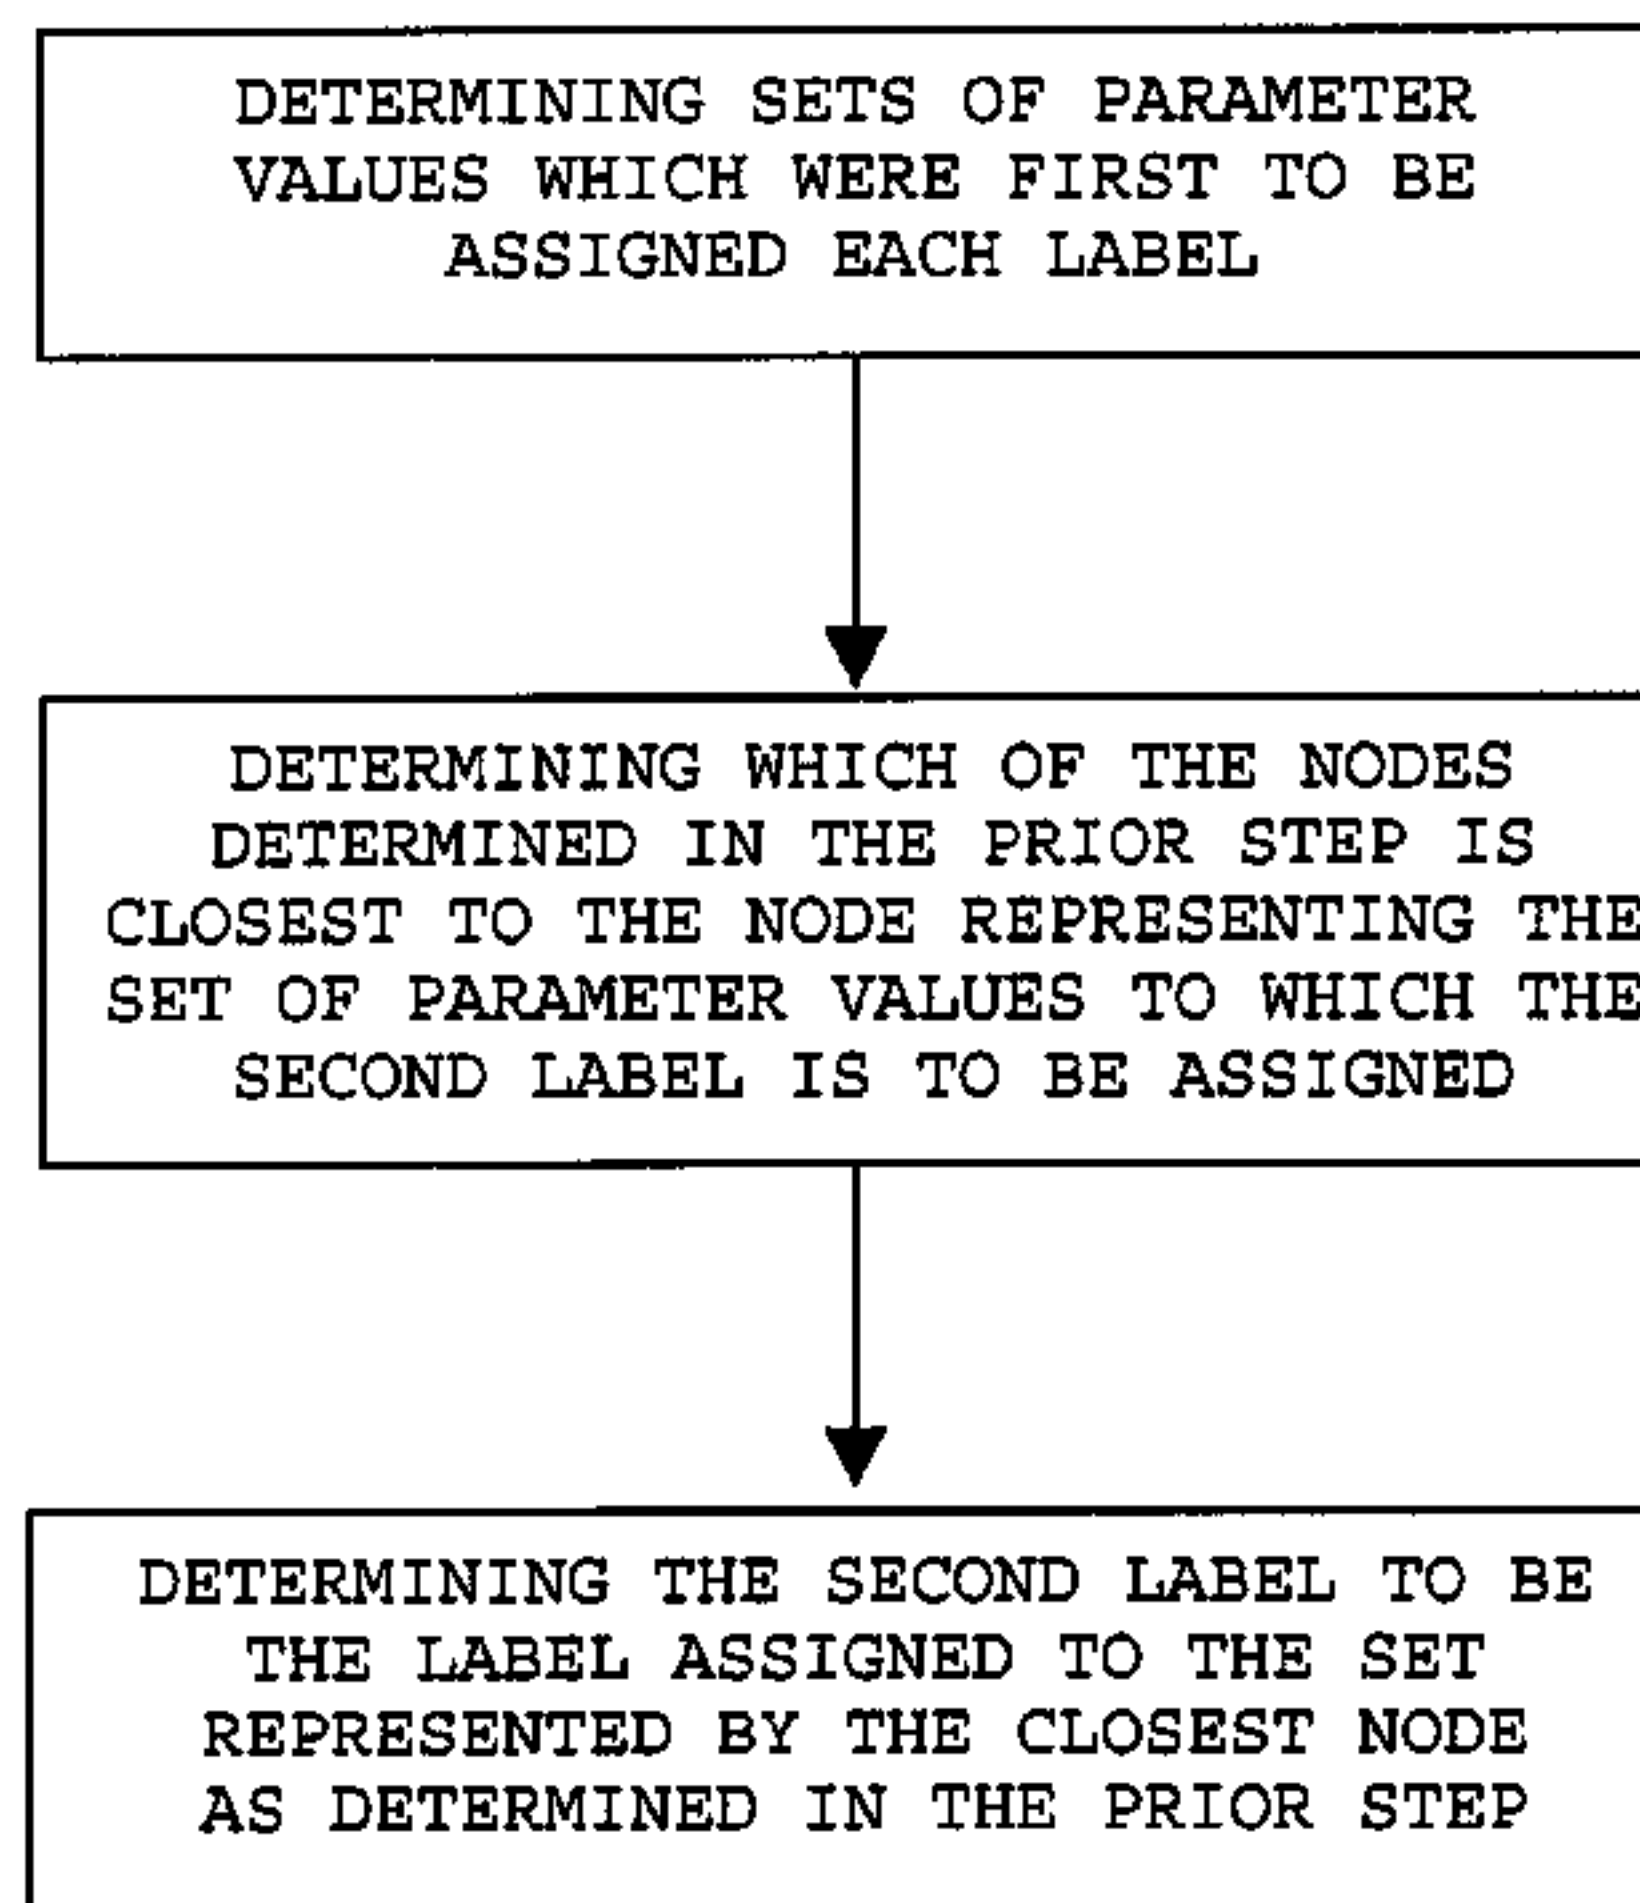 DETERMINING SETS OF PARAMETER
VALUES WHICH WERE FIRST TO BE
ASSIGNED EACH LABEL
DETERMINING WHICH OF THE NODES
DETERMINED IN THE PRIOR STEP IS
CLOSEST TO THE NODE REPRESENTING THE
SET OF PARAMETER VALUES TO WHICH THE
SECOND LABEL IS TO BE ASSIGNED
DETERMINING THE SECOND LABEL TO BE
THE LABEL ASSIGNED TO THE SET
REPRESENTED BY THE CLOSEST NODE
AS DETERMINED IN THE PRIOR STEP